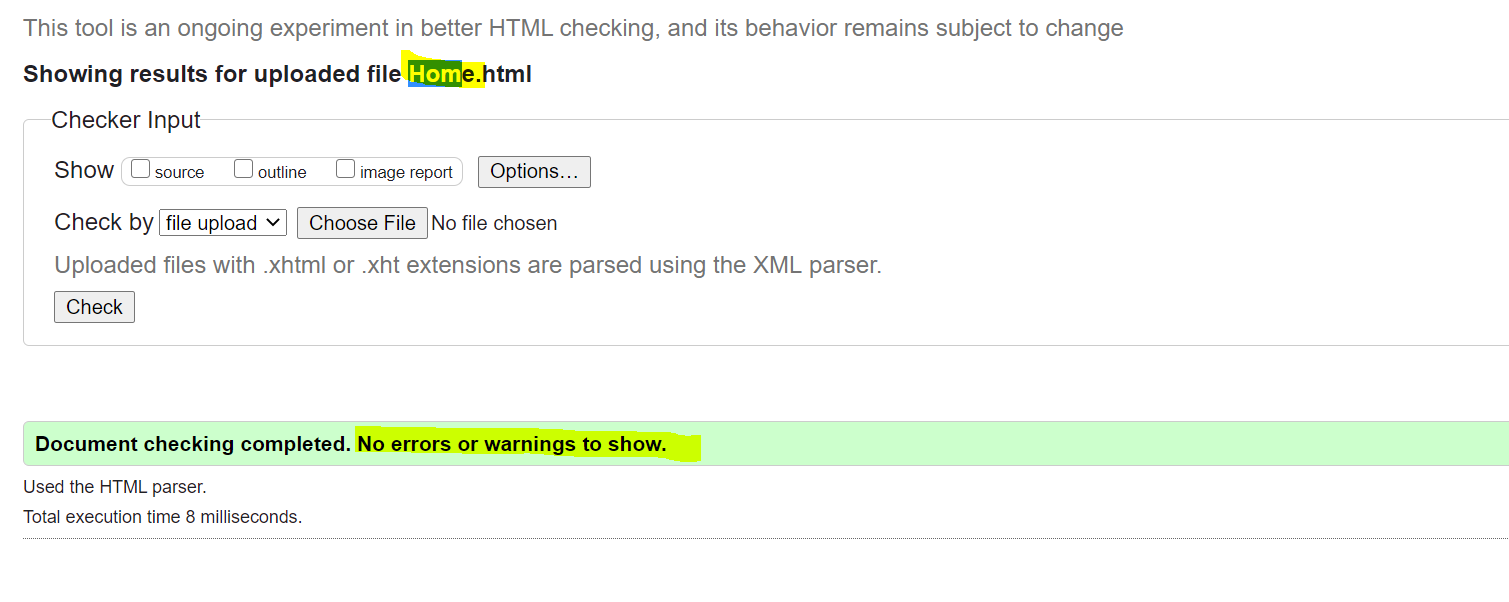 This tool is an ongoing experiment in better HTML checking, and its behavior remains subject to change
Showing results for uploaded file Home.html
Checker Input
Show source outline image report Options...
Check by file upload Choose File No file chosen
Uploaded files with .xhtml or .xht extensions are parsed using the XML parser.
Check
Document checking completed. No errors or warnings to show.
Used the HTML parser.
Total execution time 8 milliseconds.